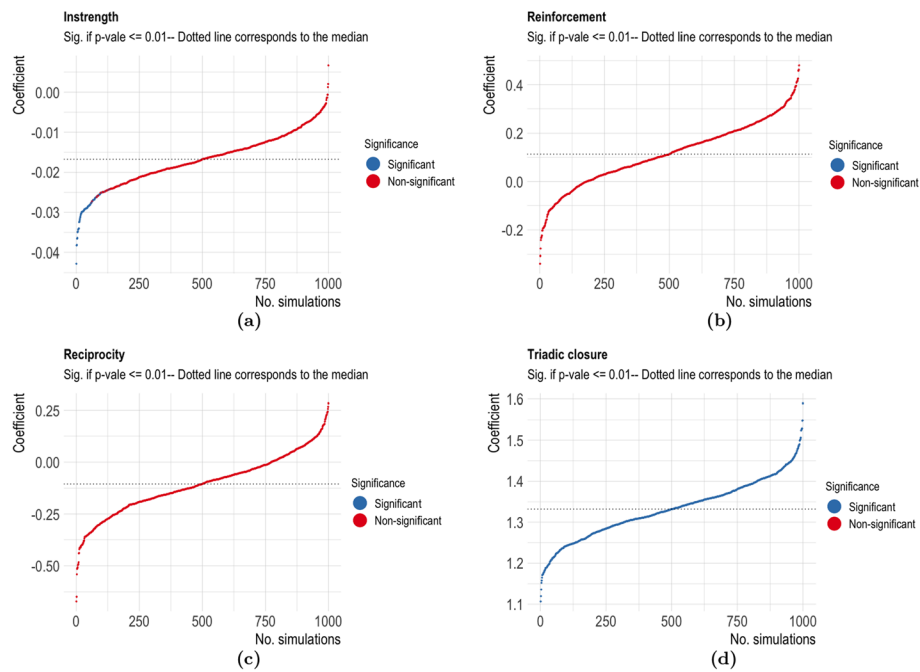 Instrength
Sig. if p-vale <= 0.01-- Dotted line corresponds to the median
Coefficient
0.00
-0.01
-0.02
-0.03
-0.04
0
250
500
750
1000
No. simulations
Significance
Significant
Non-significant
(a)
Reinforcement
Sig. if p-vale <= 0.01-- Dotted line corresponds to the median
Coefficient
0.4
0.2
0.0
-0.2
0
250
500
750
1000
No. simulations
Significance
Significant
Non-significant
(b)
Reciprocity
Sig. if p-vale <= 0.01-- Dotted line corresponds to the median
Coefficient
0.25
0.00
-0.25
-0.50
0
250
500
750
1000
No. simulations
Significance
Significant
Non-significant
(c)
Triadic closure
Sig. if p-vale <= 0.01-- Dotted line corresponds to the median
Coefficient
1.6
1.5
1.4
1.3
1.2
1.1
0
250
500
750
1000
No. simulations
Significance
Significant
Non-significant
(d)